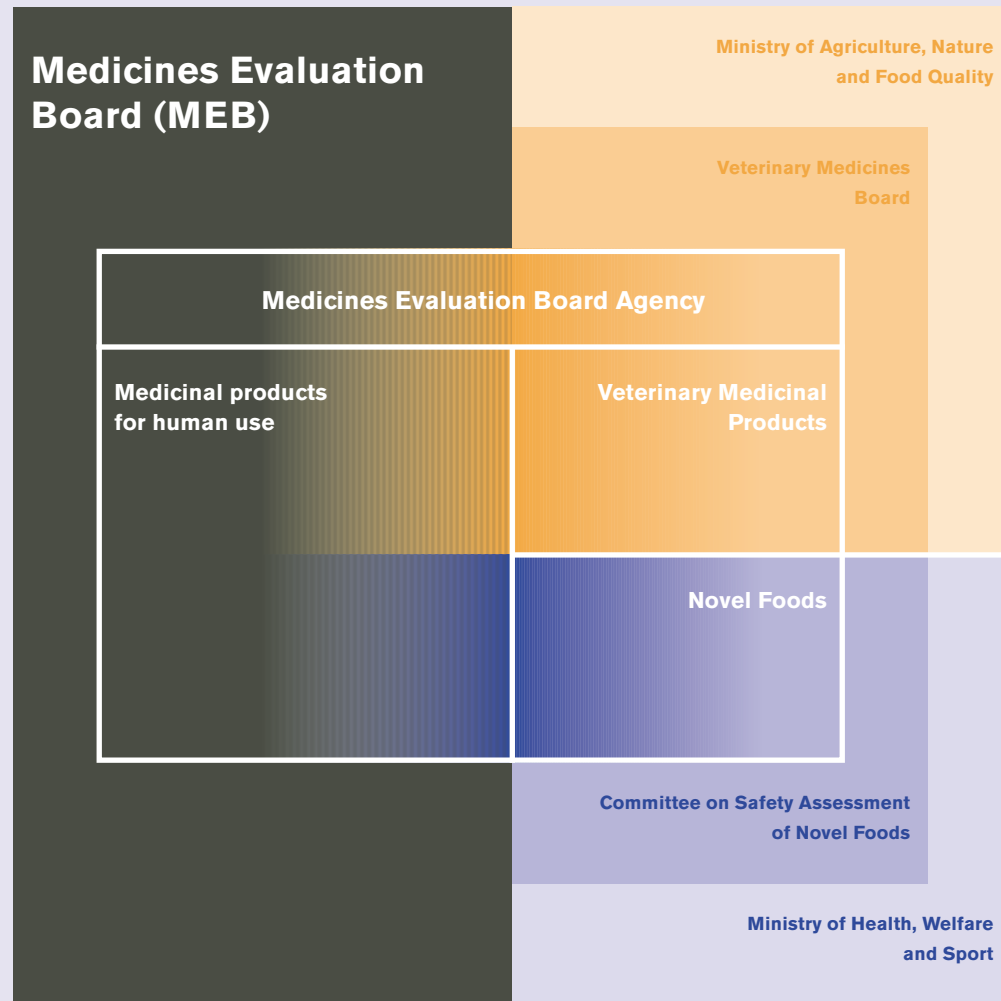 Medicines Evaluation
Board (MEB)
Ministry of Agriculture, Nature
and Food Quality
Veterinary Medicines
Board
Medicines Evaluation Board Agency
Medicinal products
for human use
Veterinary Medicinal
Products
Novel Foods
Committee on Safety Assessment
of Novel Foods
Ministry of Health, Welfare
and Sport